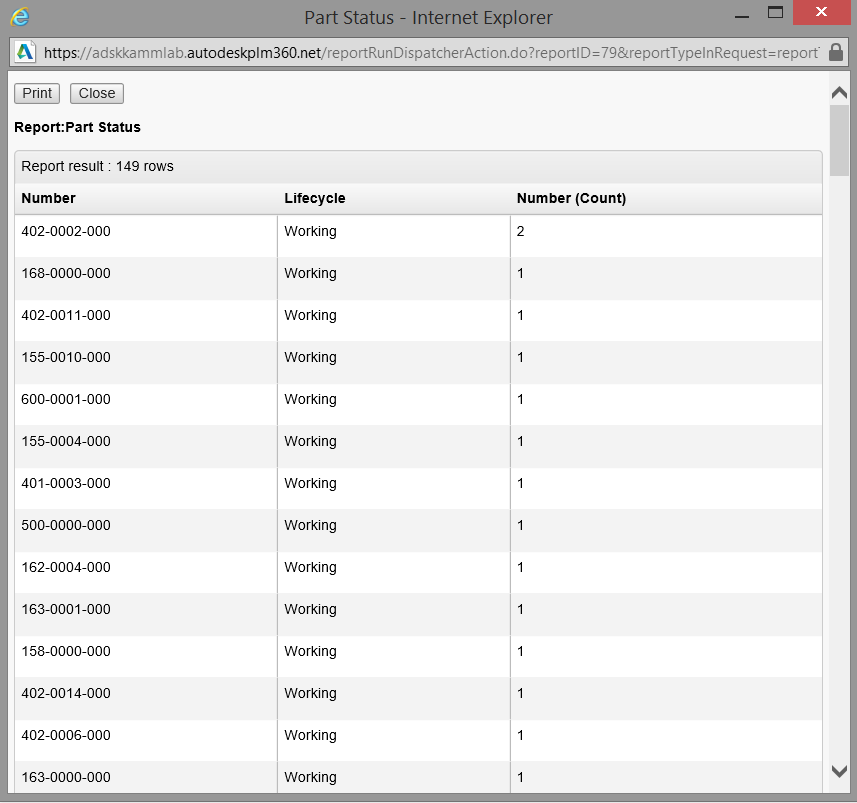 Part Status - Internet Explorer
https://adskkammlab.autodeskplm360.net/reportRunDispatcherAction.do?reportID=79&reportTypeInRequest=report
Print Close
Report:Part Status
Report result : 149 rows
Number Lifecycle Number (Count)
402-0002-000 Working 2
168-0000-000 Working 1
402-0011-000 Working 1
155-0010-000 Working 1
600-0001-000 Working 1
155-0004-000 Working 1
401-0003-000 Working 1
500-0000-000 Working 1
162-0004-000 Working 1
163-0001-000 Working 1
158-0000-000 Working 1
402-0014-000 Working 1
402-0006-000 Working 1
163-0000-000 Working 1